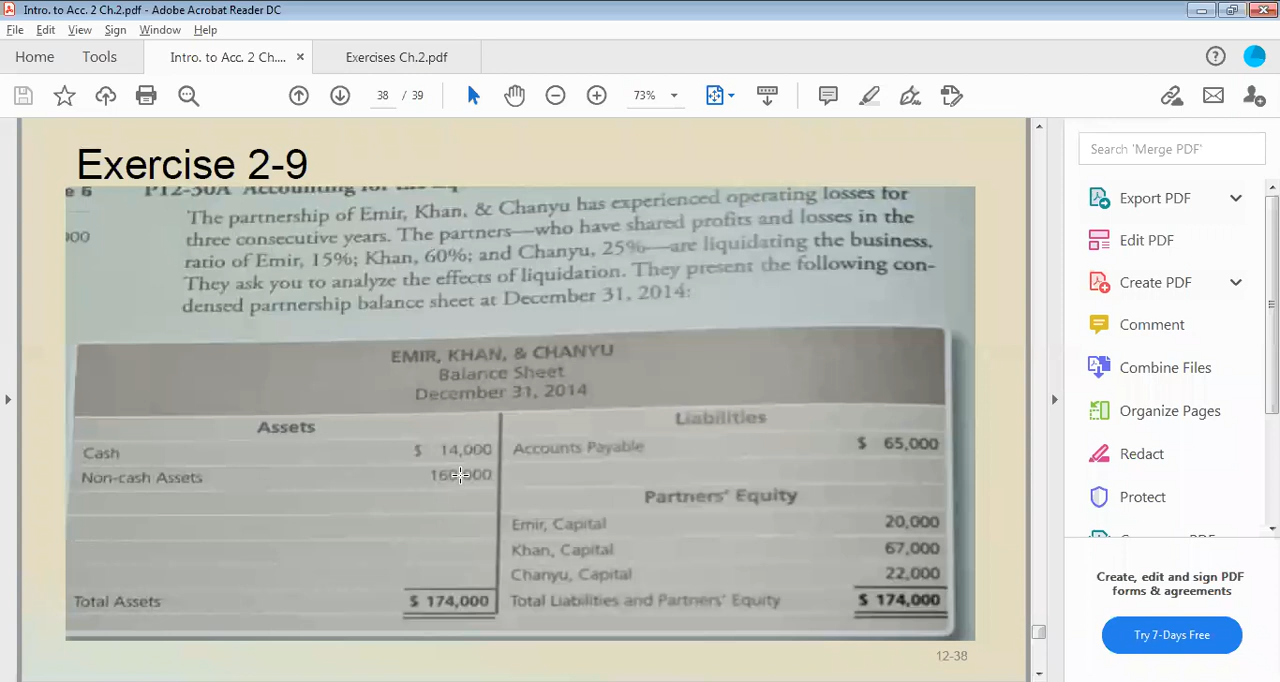 Intro. to Acc. 2 Ch.2.pdf - Adobe Acrobat Reader DC
File Edit View Sign Window Help
Home Tools Intro. to Acc. 2 Ch.... × Exercises Ch.2.pdf
38 / 39 73%
Search 'Merge PDF'
Export PDF
Edit PDF
Create PDF
Comment
Combine Files
Organize Pages
Redact
Protect
Create, edit and sign PDF
forms & agreements
Try 7-Days Free
Exercise 2-9
e 6 P12-30A Accounting for the
The partnership of Emir, Khan, & Chanyu has experienced operating losses for
three consecutive years. The partners—who have shared profits and losses in the
ratio of Emir, 15%; Khan, 60%; and Chanyu, 25%—are liquidating the business.
They ask you to analyze the effects of liquidation. They present the following con-
densed partnership balance sheet at December 31, 2014:
EMIR, KHAN, & CHANYU
Balance Sheet
December 31, 2014
Assets Liabilities
Cash $ 14,000 Accounts Payable $ 65,000
Non-cash Assets
Partners' Equity
Emir, Capital 20,000
Khan, Capital 67,000
Chanyu, Capital 22,000
Total Assets $ 174,000 Total Liabilities and Partners' Equity $ 174,000
12-38